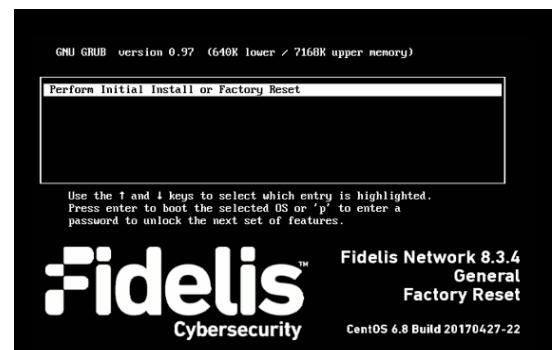 GNU GRUB version 0.97 (640K lower / 7168K upper memory)
Perform Initial Install or Factory Reset
Use the ↑ and ↓ keys to select which entry is highlighted.
Press enter to boot the selected OS or 'p' to enter a
password to unlock the next set of features.
Fidelis™
Cybersecurity
Fidelis Network 8.3.4
General
Factory Reset
CentOS 6.8 Build 20170427-22